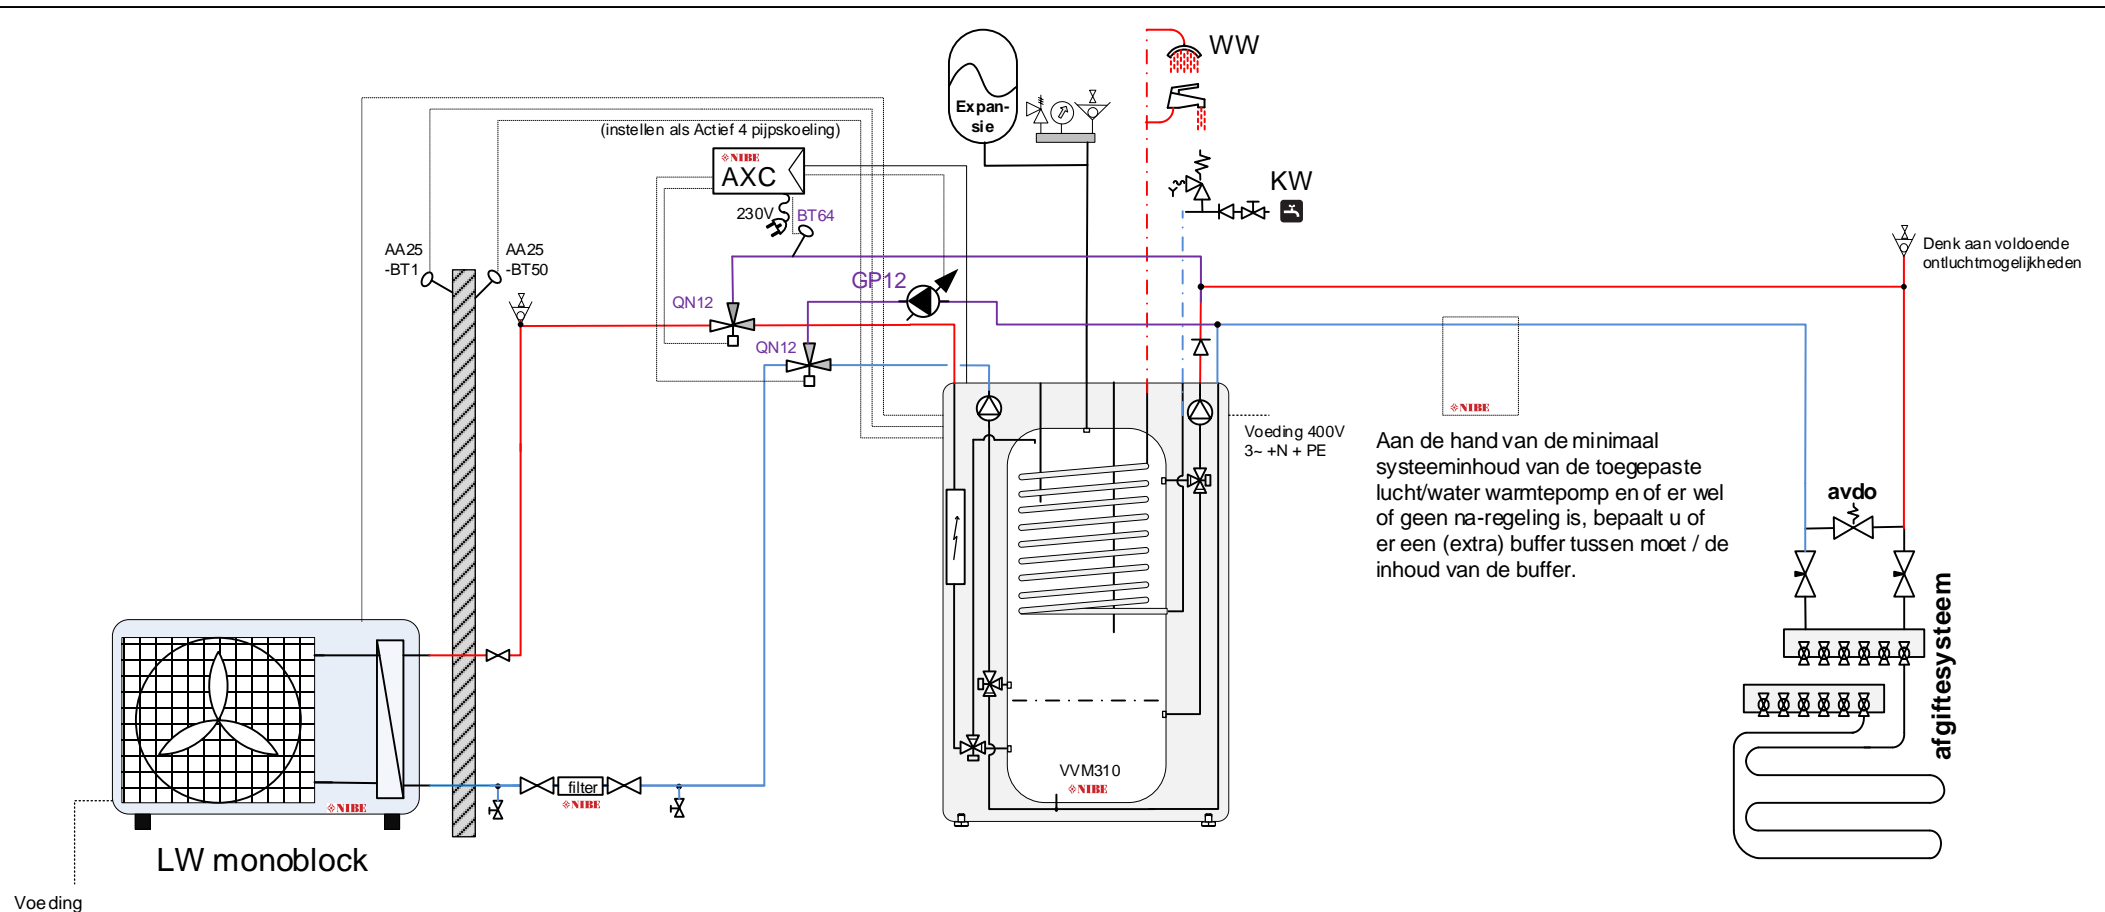 WW
Expan-
sie
(instellen als Actief 4 pijpskoeling)
NIBE
AXC
KW
230V
BT64
AA25
-BT1
AA25
-BT50
Denk aan voldoende
ontluchtmogelijkheden
GP12
QN12
QN12
NIBE
Voeding 400V
3~ +N + PE
Aan de hand van de minimaal
systeeminhoud van de toegepaste
lucht/water warmtepomp en of er wel
of geen na-regeling is, bepaalt u of
er een (extra) buffer tussen moet / de
inhoud van de buffer.
avdo
afgiftesysteem
VVM310
NIBE
filter
NIBE
NIBE
LW monoblock
Voeding